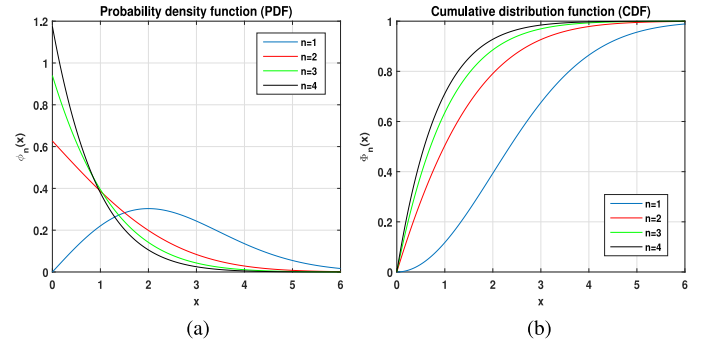 Probability density function (PDF)
1.2
1
0.8
0.6
0.4
0.2
0
ϕn(x)
n=1
n=2
n=3
n=4
0 1 2 3 4 5 6
x
(a)
Cumulative distribution function (CDF)
1
0.8
0.6
0.4
0.2
0
Φn(x)
n=1
n=2
n=3
n=4
0 1 2 3 4 5 6
x
(b)